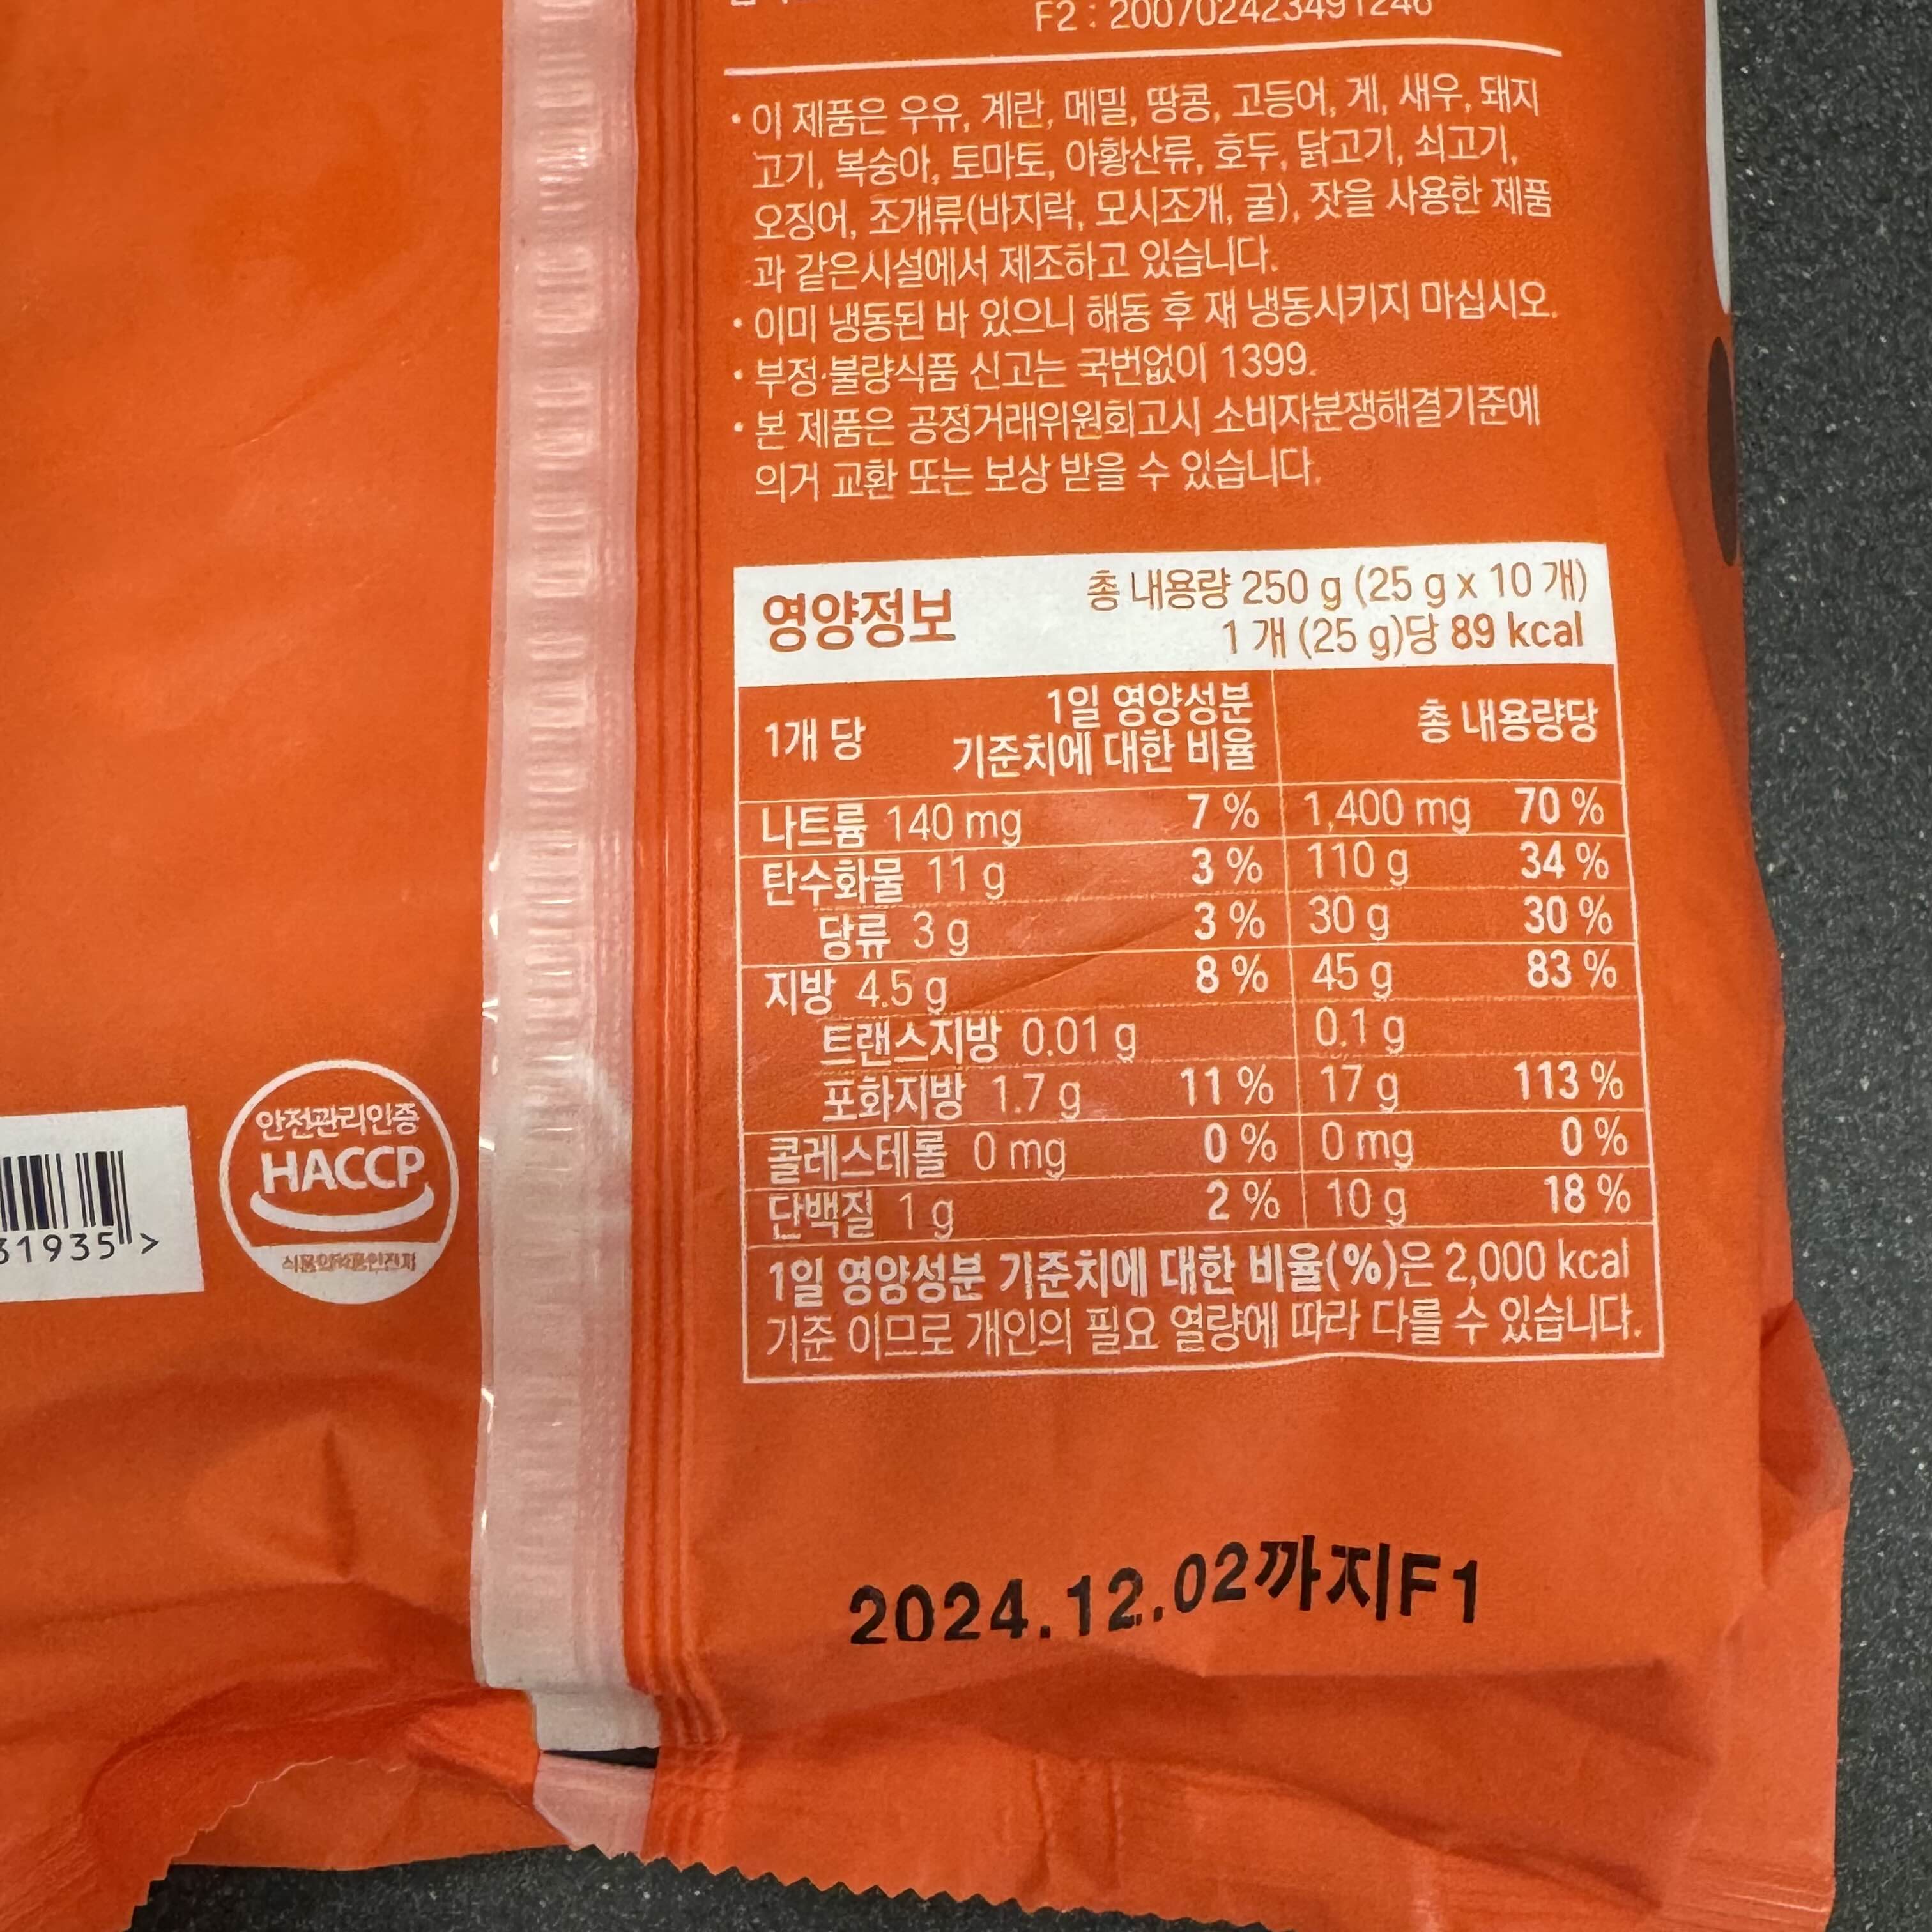 F2 : 200702423491246
• 이 제품은 우유, 계란, 메밀, 땅콩, 고등어, 게, 새우, 돼지
고기, 복숭아, 토마토, 아황산류, 호두, 닭고기, 쇠고기,
오징어, 조개류(바지락, 모시조개, 굴), 잣을 사용한 제품
과 같은시설에서 제조하고 있습니다.
• 이미 냉동된 바 있으니 해동 후 재 냉동시키지 마십시오.
• 부정·불량식품 신고는 국번없이 1399.
• 본 제품은 공정거래위원회고시 소비자분쟁해결기준에
의거 교환 또는 보상 받을 수 있습니다.
영양정보
총 내용량 250 g (25 g x 10 개)
1 개 (25 g)당 89 kcal
1개 당 1일 영양성분 총 내용량당
기준치에 대한 비율
나트륨 140 mg 7 % 1,400 mg 70 %
탄수화물 11 g 3 % 110 g 34 %
당류 3 g 3 % 30 g 30 %
지방 4.5 g 8 % 45 g 83 %
트랜스지방 0.01 g 0.1 g
포화지방 1.7 g 11 % 17 g 113 %
콜레스테롤 0 mg 0 % 0 mg 0 %
단백질 1 g 2 % 10 g 18 %
1일 영양성분 기준치에 대한 비율(%)은 2,000 kcal
기준 이므로 개인의 필요 열량에 따라 다를 수 있습니다.
안전관리인증
HACCP
31935 >
2024.12.02까지F1